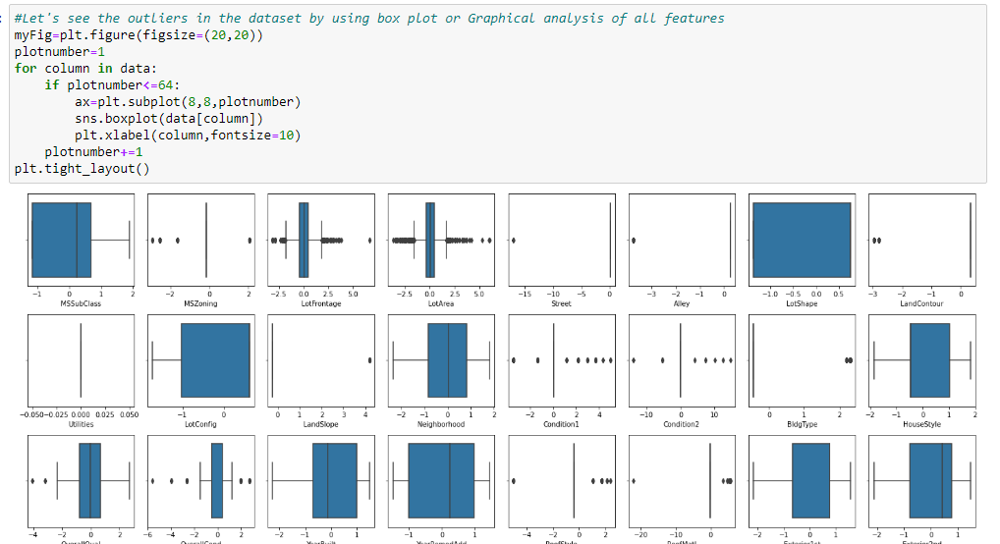 #Let's see the outliers in the dataset by using box plot or Graphical analysis of all features
myFig=plt.figure(figsize=(20,20))
plotnumber=1
for column in data:
if plotnumber<=64:
ax=plt.subplot(8,8,plotnumber)
sns.boxplot(data[column])
plt.xlabel(column,fontsize=10)
plotnumber+=1
plt.tight_layout()
−1 0 1 2 −2 0 2 −2.5 0.0 2.5 5.0 −2.5 0.0 2.5 5.0 −15 −10 −5 0 −3 −2 −1 0 −1.0 −0.5 0.0 0.5 −3 −2 −1 0
MSSubClass MSZoning LotFrontage LotArea Street Alley LotShape LandContour
−0.050−0.025 0.000 0.025 0.050 −1 0 0 1 2 3 4 −2 −1 0 1 2 −2 0 2 4 −10 0 10 0 1 2 −2 −1 0 1 2
Utilities LotConfig LandSlope Neighborhood Condition1 Condition2 BldgType HouseStyle
−4 −2 0 2 −6 −4 −2 0 2 −2 −1 0 1 −1 0 1 −4 −2 0 2 −20 −10 0 −2 −1 0 1 −2 −1 0 1
OverallQual OverallCond YearBuilt YearRemodAdd RoofStyle RoofMatl Exterior1st Exterior2nd